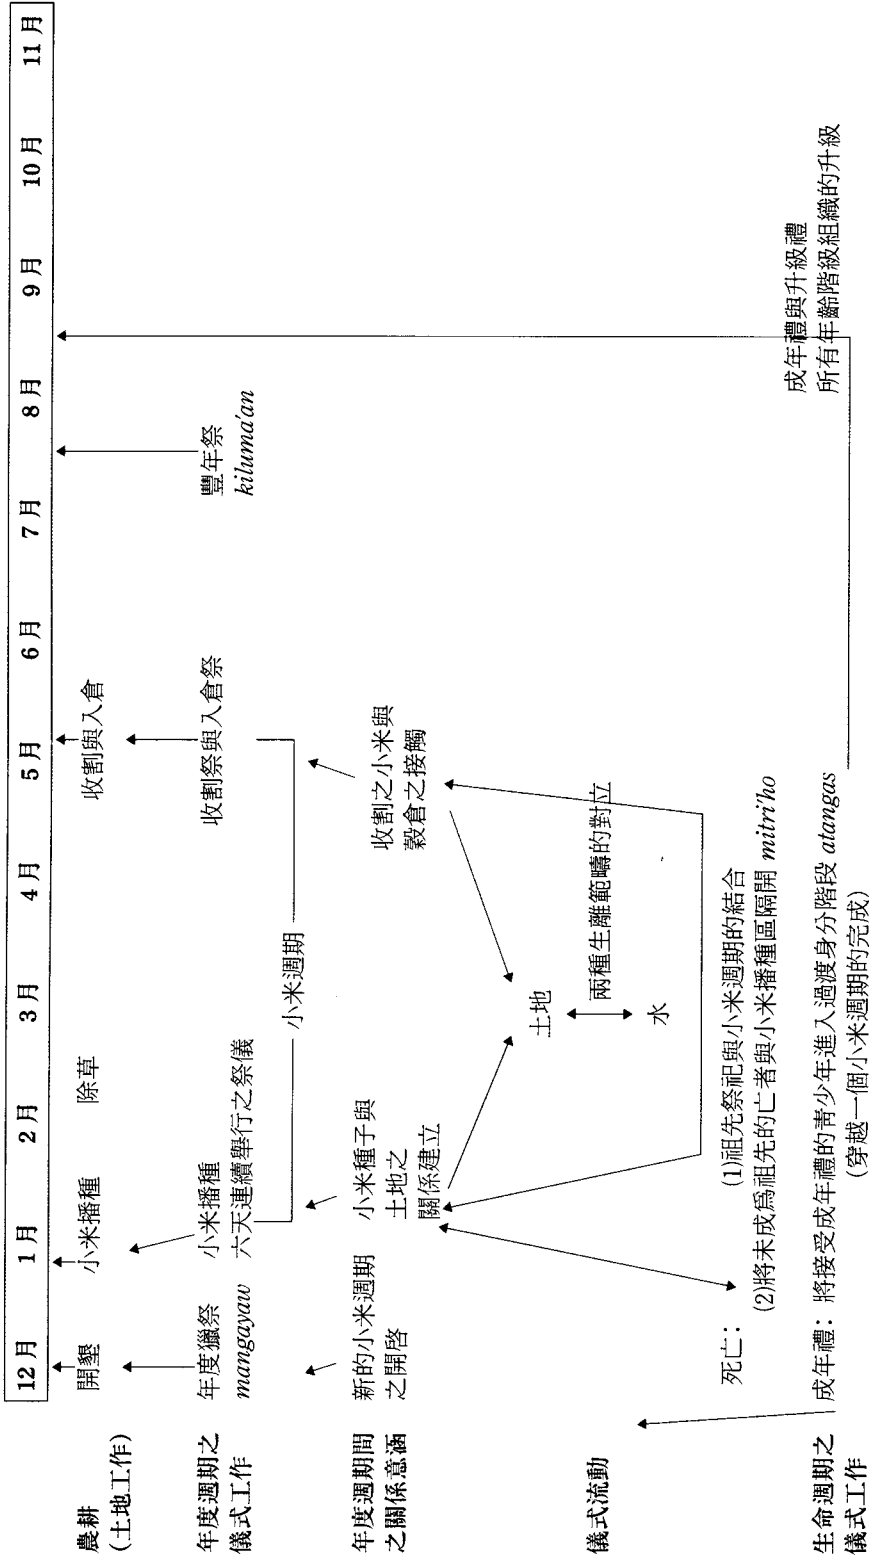 12月 1月 2月 3月 4月 5月 6月 7月 8月 9月 10月 11月
農耕
(土地工作)
開墾 小米播種 除草 收割與入倉
年度週期之
儀式工作
年度獵祭
mangayaw
小米播種
六天連續舉行之祭儀
收割祭與入倉祭
豐年祭
kiluma'an
小米週期
年度週期間
之關係意涵
新的小米週期
之開啓
小米種子與
土地之
關係建立
收割之小米與
穀倉之接觸
儀式流動
土地
兩種生離範疇的對立
水
死亡:
(1)祖先祭祀與小米週期的結合
(2)將未成爲祖先的亡者與小米播種區隔開 mitri'ho
成年禮與升級禮
所有年齡階級組織的升級
生命週期之
儀式工作
成年禮: 將接受成年禮的青少年進入過渡身分階段 atangas
(穿越一個小米週期的完成)